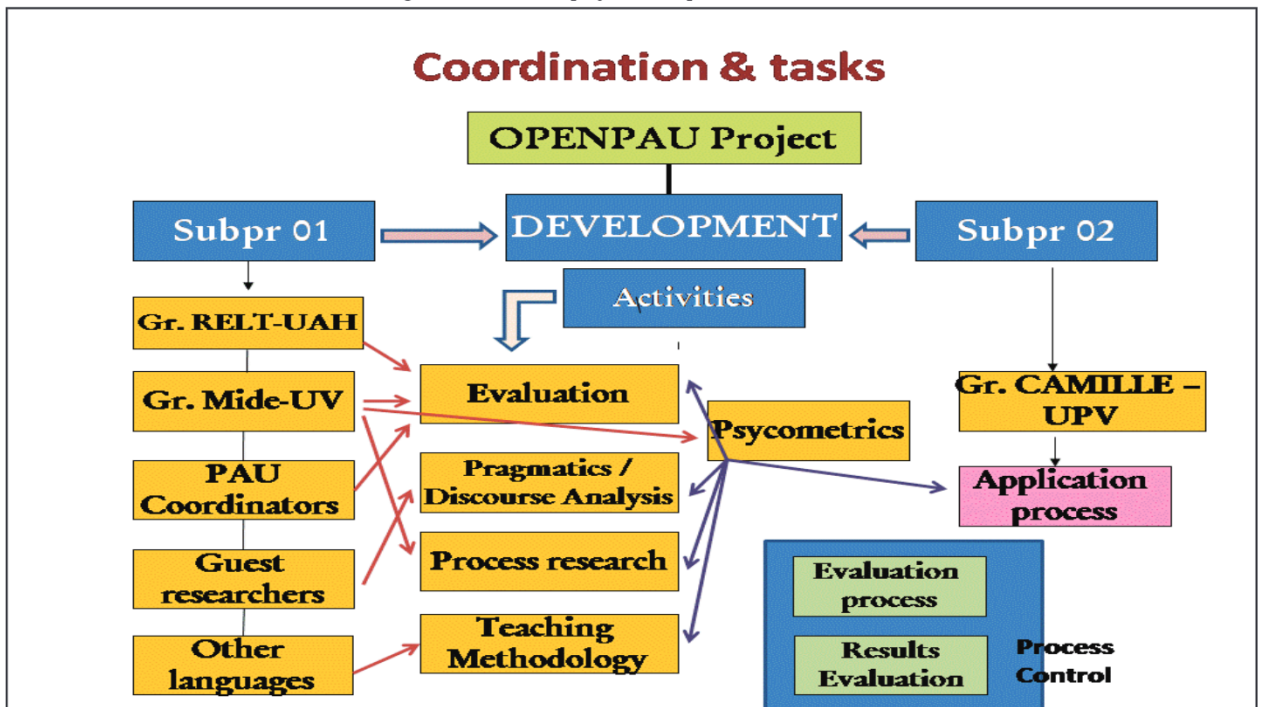 Coordination & tasks
OPENPAU Project
Subpr 01
DEVELOPMENT
Subpr 02
Activities
Gr. RELT-UAH
Gr. Mide-UV
Evaluation
Gr. CAMILLE –
UPV
Psycometrics
PAU
Coordinators
Pragmatics /
Discourse Analysis
Application
process
Guest
researchers
Process research
Evaluation
process
Other
languages
Teaching
Methodology
Results
Evaluation
Process
Control